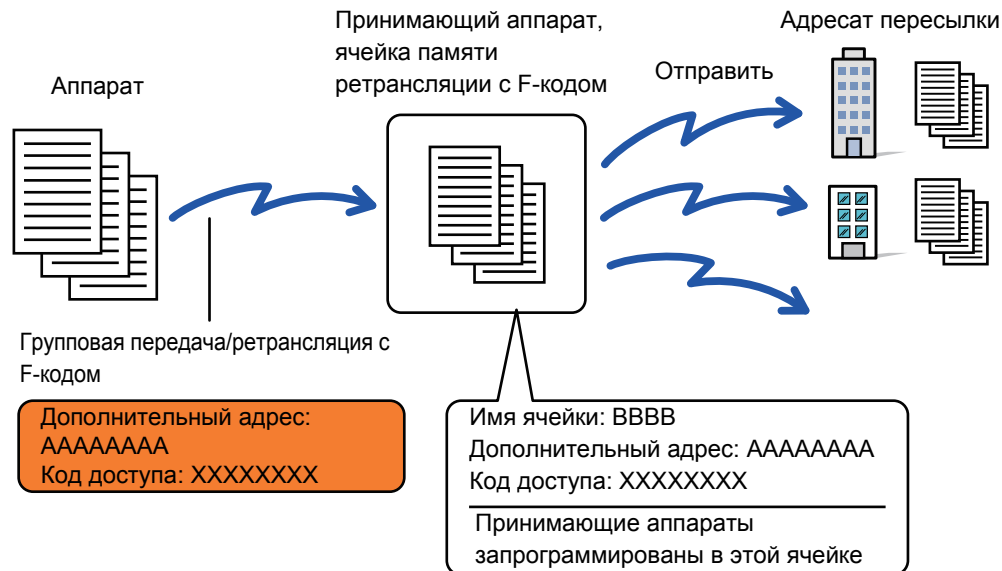 Аппарат
Принимающий аппарат,
ячейка памяти
ретрансляции с F-кодом
Отправить
Адресат пересылки
Групповая передача/ретрансляция с
F-кодом
Дополнительный адрес:
AAAAAAAA
Код доступа: XXXXXXXX
Имя ячейки: BBBB
Дополнительный адрес: AAAAAAAA
Код доступа: XXXXXXXX
Принимающие аппараты
запрограммированы в этой ячейке